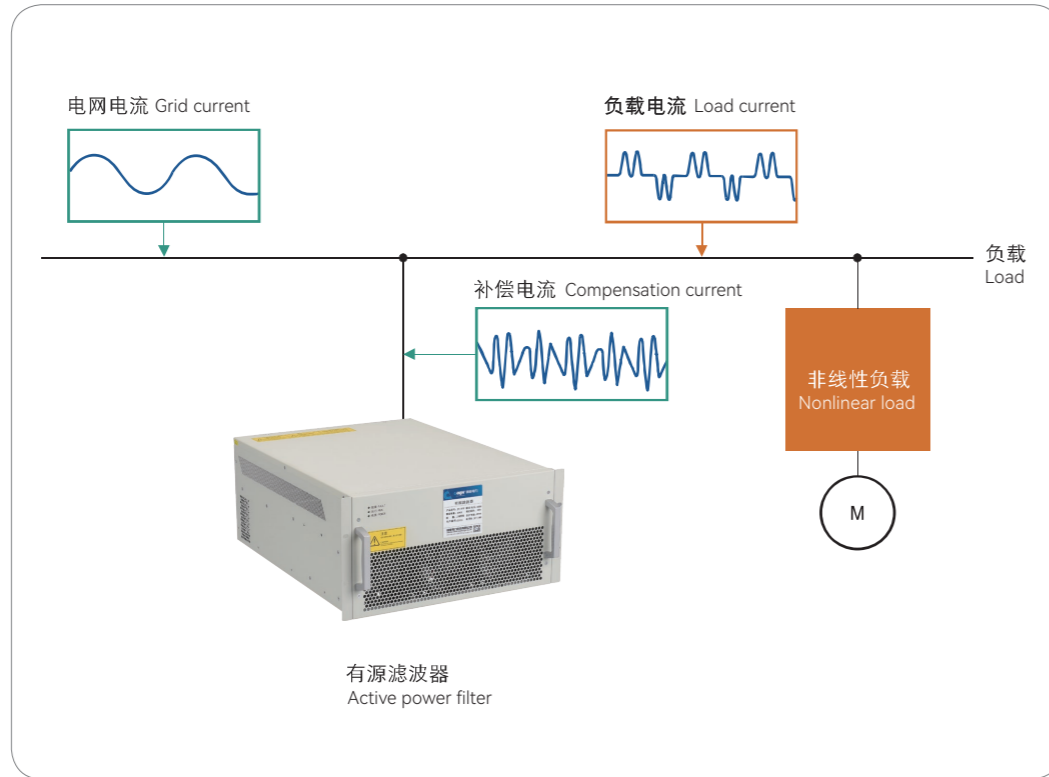 电网电流 Grid current
负载电流 Load current
负载
Load
补偿电流 Compensation current
非线性负载
Nonlinear load
M
有源滤波器
Active power filter